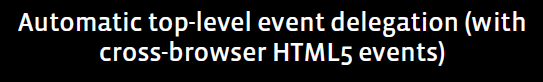 Automatic top-level event delegation (with
cross-browser HTML5 events)